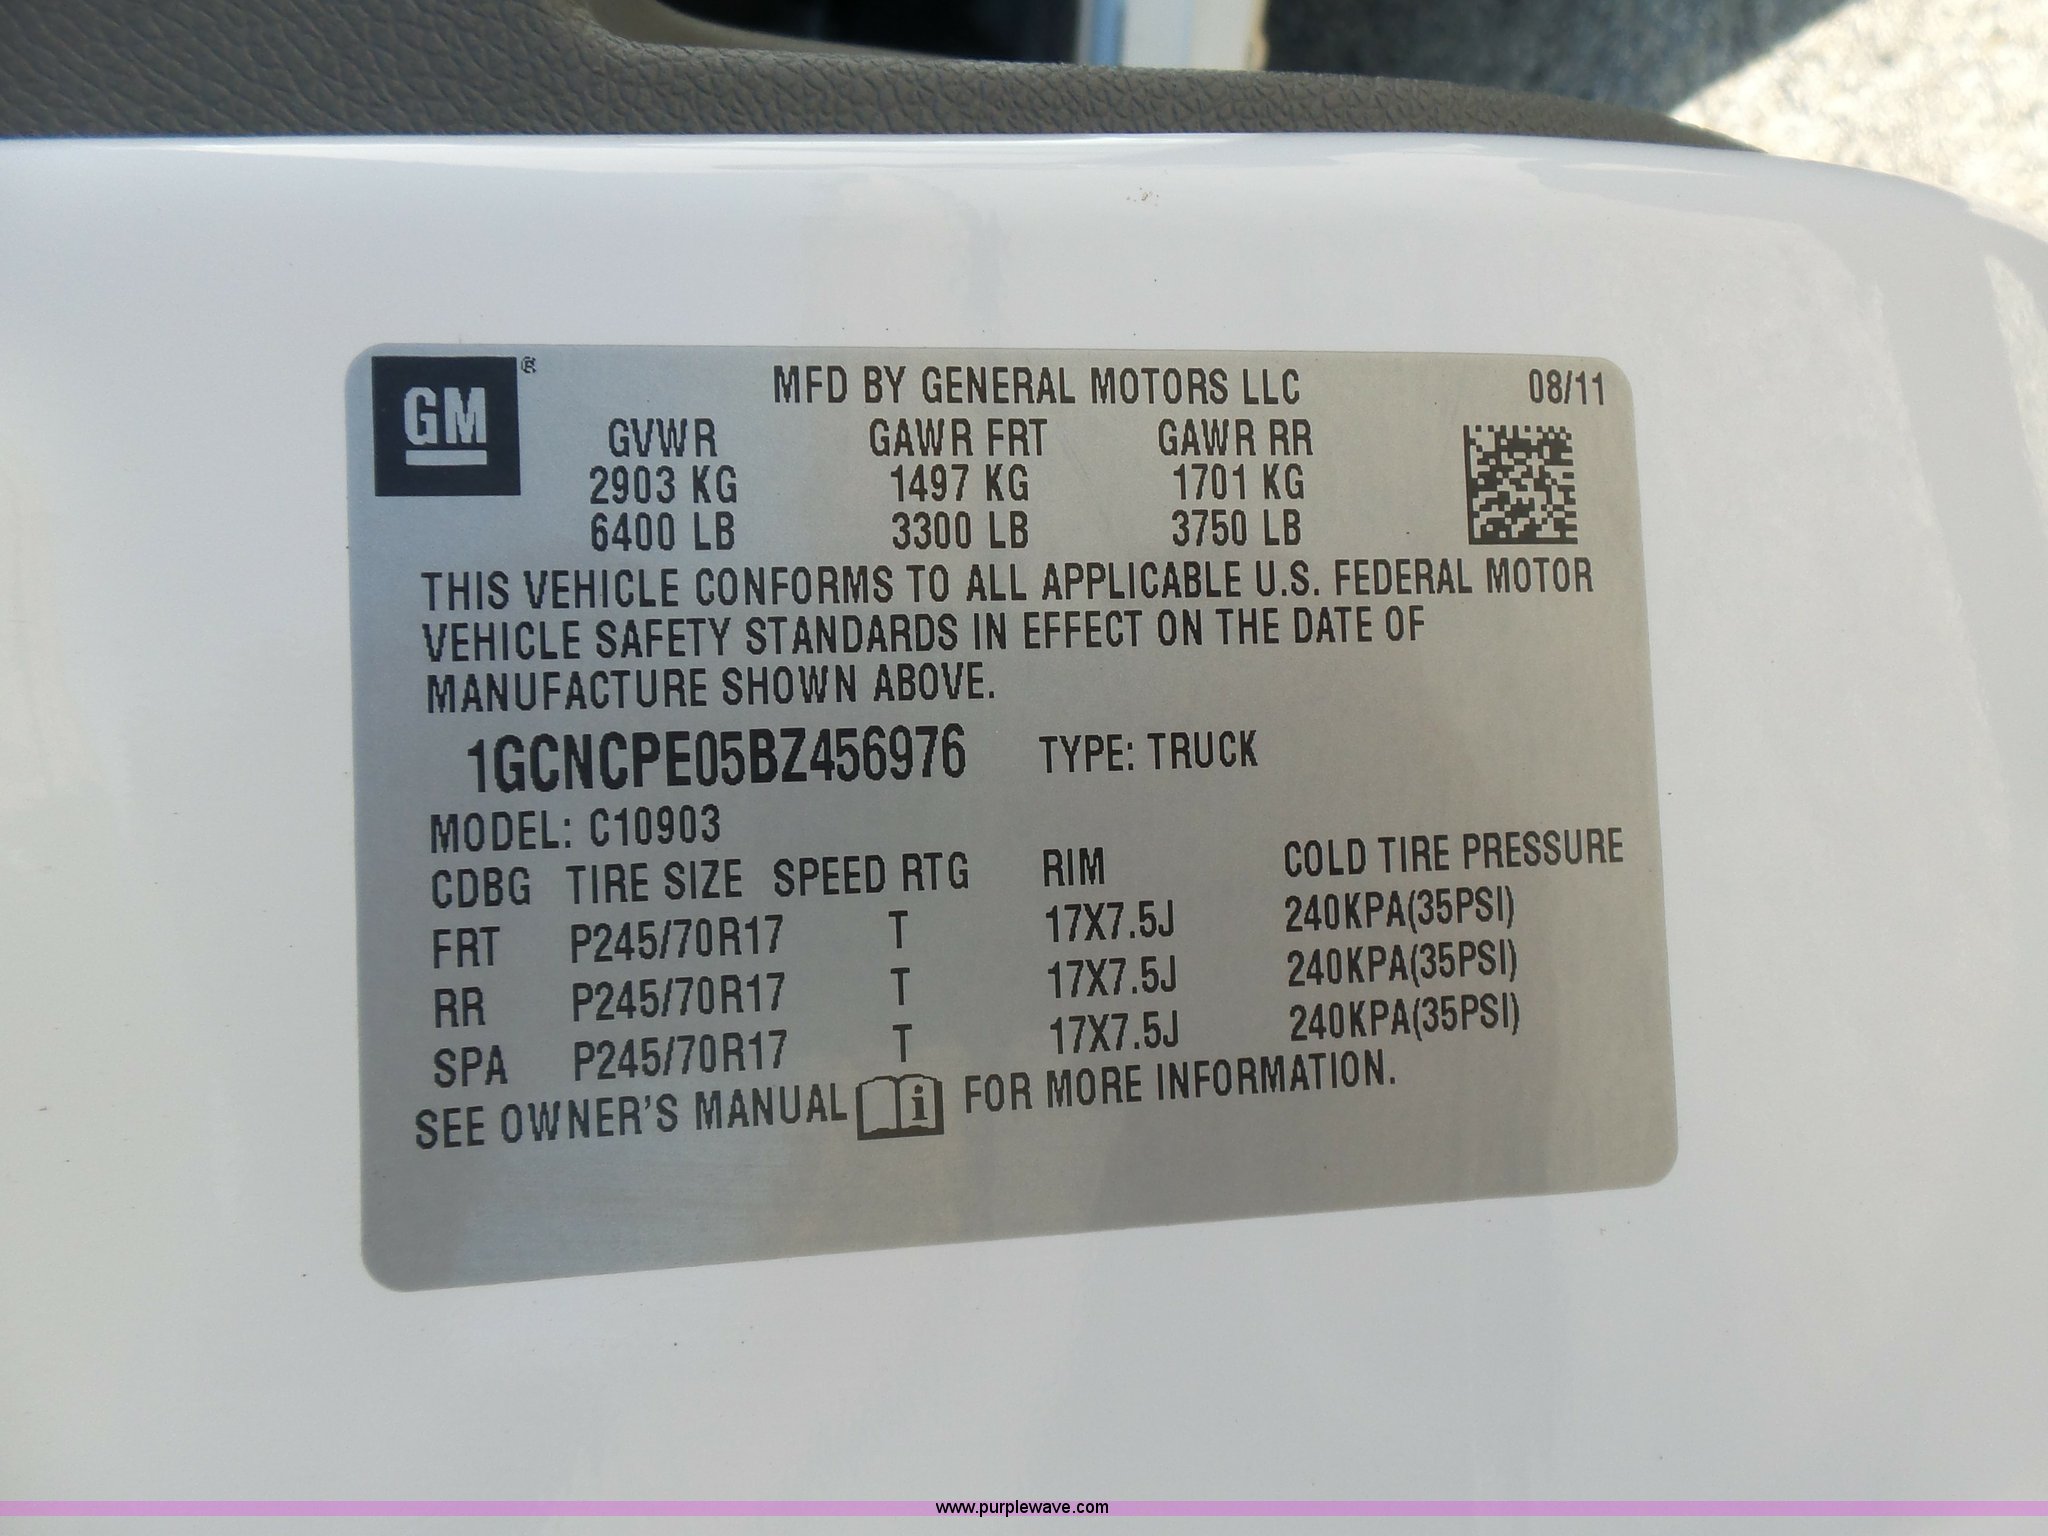 GM ®
MFD BY GENERAL MOTORS LLC 08/11
GVWR GAWR FRT GAWR RR
2903 KG 1497 KG 1701 KG
6400 LB 3300 LB 3750 LB
THIS VEHICLE CONFORMS TO ALL APPLICABLE U.S. FEDERAL MOTOR
VEHICLE SAFETY STANDARDS IN EFFECT ON THE DATE OF
MANUFACTURE SHOWN ABOVE.
1GCNCPE05BZ456976 TYPE: TRUCK
MODEL: C10903
CDBG TIRE SIZE SPEED RTG RIM COLD TIRE PRESSURE
FRT P245/70R17 T 17X7.5J 240KPA(35PSI)
RR P245/70R17 T 17X7.5J 240KPA(35PSI)
SPA P245/70R17 T 17X7.5J 240KPA(35PSI)
SEE OWNER'S MANUAL i FOR MORE INFORMATION.
www.purplewave.com